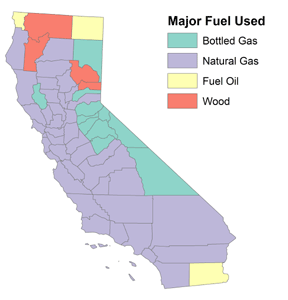 Major Fuel Used
Bottled Gas
Natural Gas
Fuel Oil
Wood